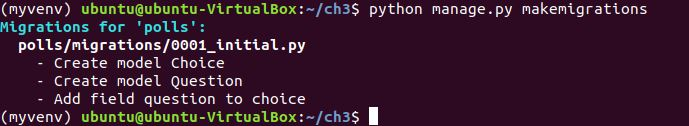 (myvenv) ubuntu@ubuntu-VirtualBox:~/ch3$ python manage.py makemigrations
Migrations for 'polls':
  polls/migrations/0001_initial.py
    - Create model Choice
    - Create model Question
    - Add field question to choice
(myvenv) ubuntu@ubuntu-VirtualBox:~/ch3$